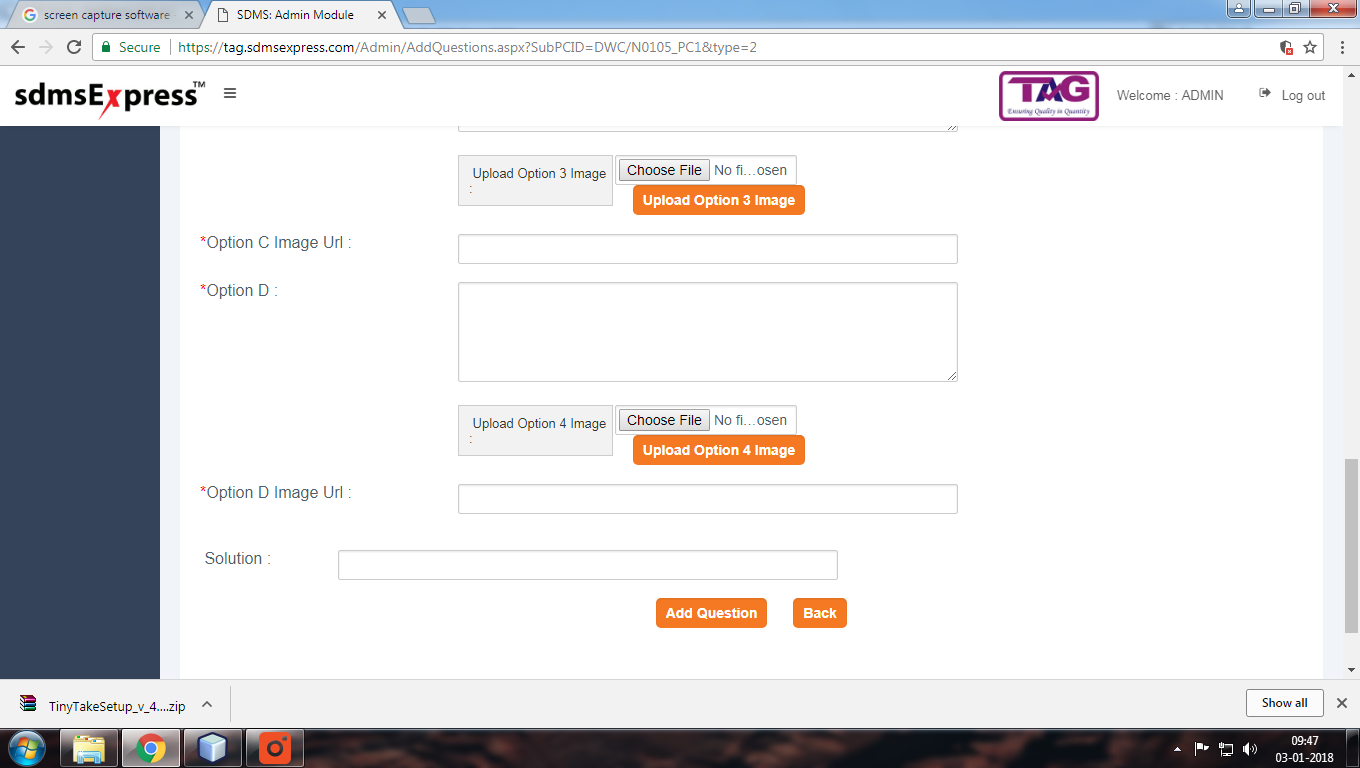 screen capture software
SDMS: Admin Module
Secure
https://tag.sdmsexpress.com/Admin/AddQuestions.aspx?SubPCID=DWC/N0105_PC1&type=2
sdmsExpress™
TAG
Ensuring Quality in Quantity
Welcome : ADMIN
Log out
Upload Option 3 Image
:
Choose File No fi...osen
Upload Option 3 Image
*Option C Image Url :
*Option D :
Upload Option 4 Image
:
Choose File No fi...osen
Upload Option 4 Image
*Option D Image Url :
Solution :
Add Question
Back
TinyTakeSetup_v_4....zip
Show all
09:47
03-01-2018